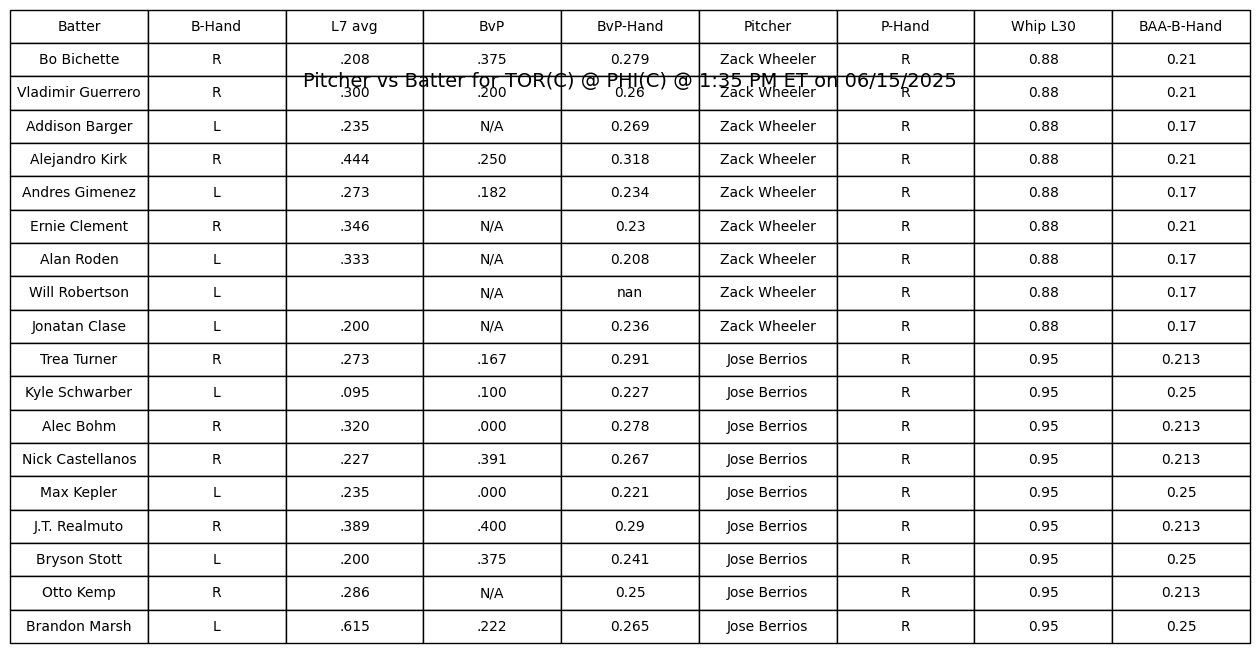 Batter B-Hand L7 avg BvP BvP-Hand Pitcher P-Hand Whip L30 BAA-B-Hand
Bo Bichette R .208 .375 0.279 Zack Wheeler R 0.88 0.21
Pitcher vs Batter for TOR(C) @ PHI(C) @ 1:35 PM ET on 06/15/2025
Vladimir Guerrero R .300 .200 0.26 Zack Wheeler R 0.88 0.21
Addison Barger L .235 N/A 0.269 Zack Wheeler R 0.88 0.17
Alejandro Kirk R .444 .250 0.318 Zack Wheeler R 0.88 0.21
Andres Gimenez L .273 .182 0.234 Zack Wheeler R 0.88 0.17
Ernie Clement R .346 N/A 0.23 Zack Wheeler R 0.88 0.21
Alan Roden L .333 N/A 0.208 Zack Wheeler R 0.88 0.17
Will Robertson L N/A nan Zack Wheeler R 0.88 0.17
Jonatan Clase L .200 N/A 0.236 Zack Wheeler R 0.88 0.17
Trea Turner R .273 .167 0.291 Jose Berrios R 0.95 0.213
Kyle Schwarber L .095 .100 0.227 Jose Berrios R 0.95 0.25
Alec Bohm R .320 .000 0.278 Jose Berrios R 0.95 0.213
Nick Castellanos R .227 .391 0.267 Jose Berrios R 0.95 0.213
Max Kepler L .235 .000 0.221 Jose Berrios R 0.95 0.25
J.T. Realmuto R .389 .400 0.29 Jose Berrios R 0.95 0.213
Bryson Stott L .200 .375 0.241 Jose Berrios R 0.95 0.25
Otto Kemp R .286 N/A 0.25 Jose Berrios R 0.95 0.213
Brandon Marsh L .615 .222 0.265 Jose Berrios R 0.95 0.25